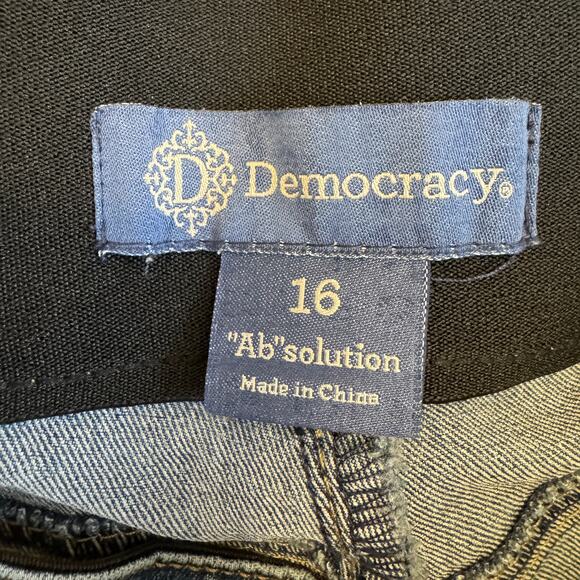 D Democracy®
16
"Ab"solution
Made in China